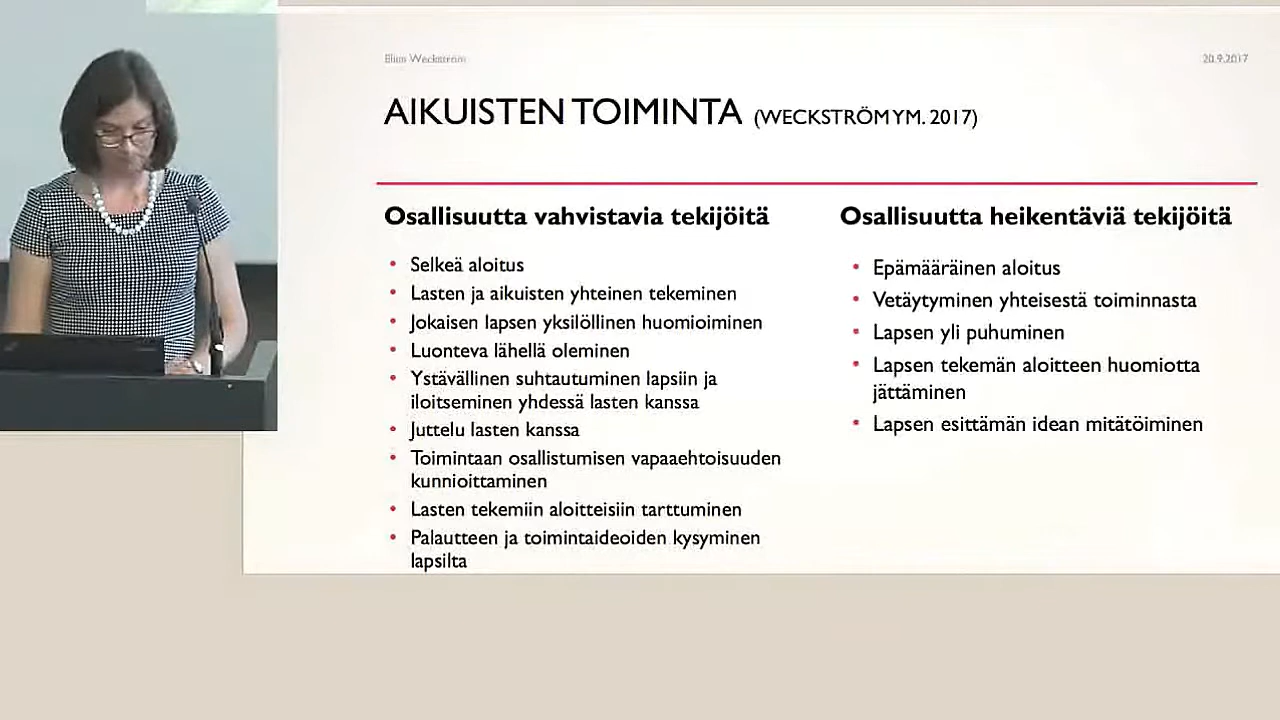 Elina Weckström
20.9.2017
AIKUISTEN TOIMINTA (WECKSTRÖM YM. 2017)
Osallisuutta vahvistavia tekijöitä
• Selkeä aloitus
• Lasten ja aikuisten yhteinen tekeminen
• Jokaisen lapsen yksilöllinen huomioiminen
• Luonteva lähellä oleminen
• Ystävällinen suhtautuminen lapsiin ja
iloitseminen yhdessä lasten kanssa
• Juttelu lasten kanssa
• Toimintaan osallistumisen vapaaehtoisuuden
kunnioittaminen
• Lasten tekemiin aloitteisiin tarttuminen
• Palautteen ja toimintaideoiden kysyminen
lapsilta
Osallisuutta heikentäviä tekijöitä
• Epämääräinen aloitus
• Vetäytyminen yhteisestä toiminnasta
• Lapsen yli puhuminen
• Lapsen tekemän aloitteen huomiotta
jättäminen
• Lapsen esittämän idean mitätöiminen